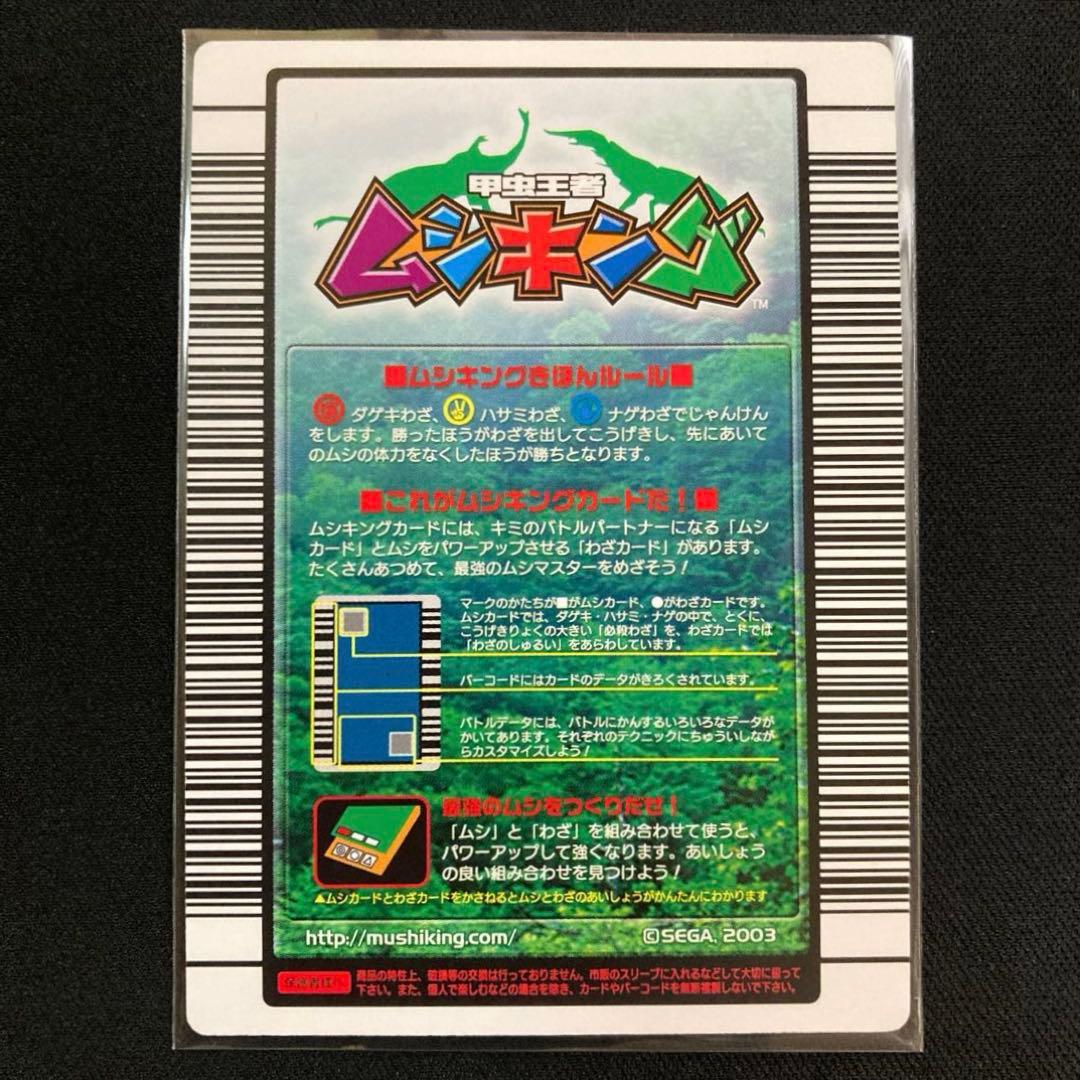 甲虫王者
ムシキング
TM
■ムシキングきほんルール■
ダゲキわざ、ハサミわざ、ナゲわざでじゃんけん
をします。勝ったほうがわざを出してこうげきし、先にあいて
のムシの体力をなくしたほうが勝ちとなります。
■これがムシキングカードだ！■
ムシキングカードには、キミのバトルパートナーになる「ムシ
カード」とムシをパワーアップさせる「わざカード」があります。
たくさんあつめて、最強のムシマスターをめざそう！
マークのかたちが■がムシカード、●がわざカードです。
ムシカードでは、ダゲキ・ハサミ・ナゲの中で、とくに、
こうげきりょくの大きい「必殺わざ」を、わざカードでは
「わざのしゅるい」をあらわしています。
バーコードにはカードのデータがきろくされています。
バトルデータには、バトルにかんするいろいろなデータが
かいてあります。それぞれのテクニックにちゅういしなが
らカスタマイズしよう！
最強のムシをつくりだせ！
「ムシ」と「わざ」を組み合わせて使うと、
パワーアップして強くなります。あいしょう
の良い組み合わせを見つけよう！
▲ムシカードとわざカードをかさねるとムシとわざのあいしょうがかんたんにわかります
http://mushiking.com/
©SEGA, 2003
保護者様へ
商品の特性上、破損等の交換は行っておりません。市販のスリーブに入れるなどして大切に扱って
下さい。また、個人で楽しむなどの場合を除き、カードやバーコードを無断複製しないで下さい。